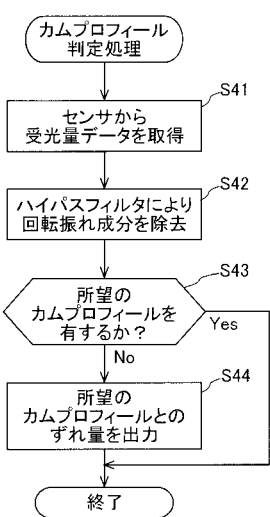 カムプロフィール
判定処理
S41
センサから
受光量データを取得
S42
ハイパスフィルタにより
回転振れ成分を除去
S43
所望の
カムプロフィールを
有するか？
Yes
No
S44
所望の
カムプロフィールとの
ずれ量を出力
終了